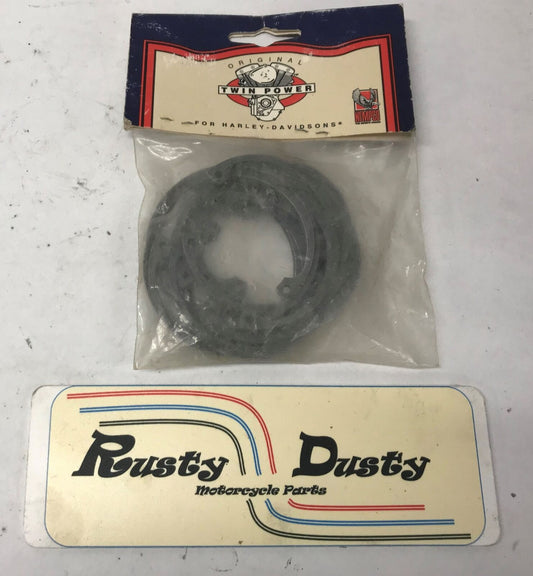 ORIGINAL
TWIN POWER
FOR HARLEY-DAVIDSONS®
Rusty Dusty
Motorcycle Parts